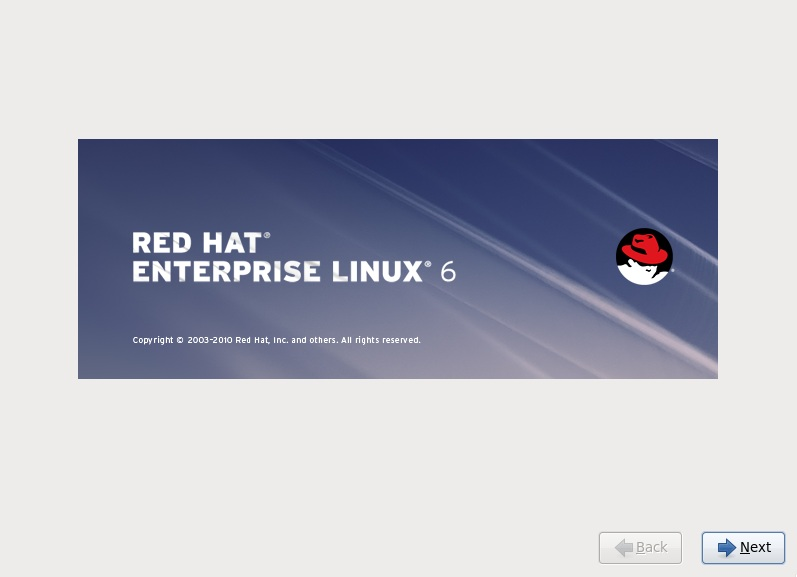 RED HAT®
ENTERPRISE LINUX® 6
Copyright © 2003-2010 Red Hat, Inc. and others. All rights reserved.
Back
Next